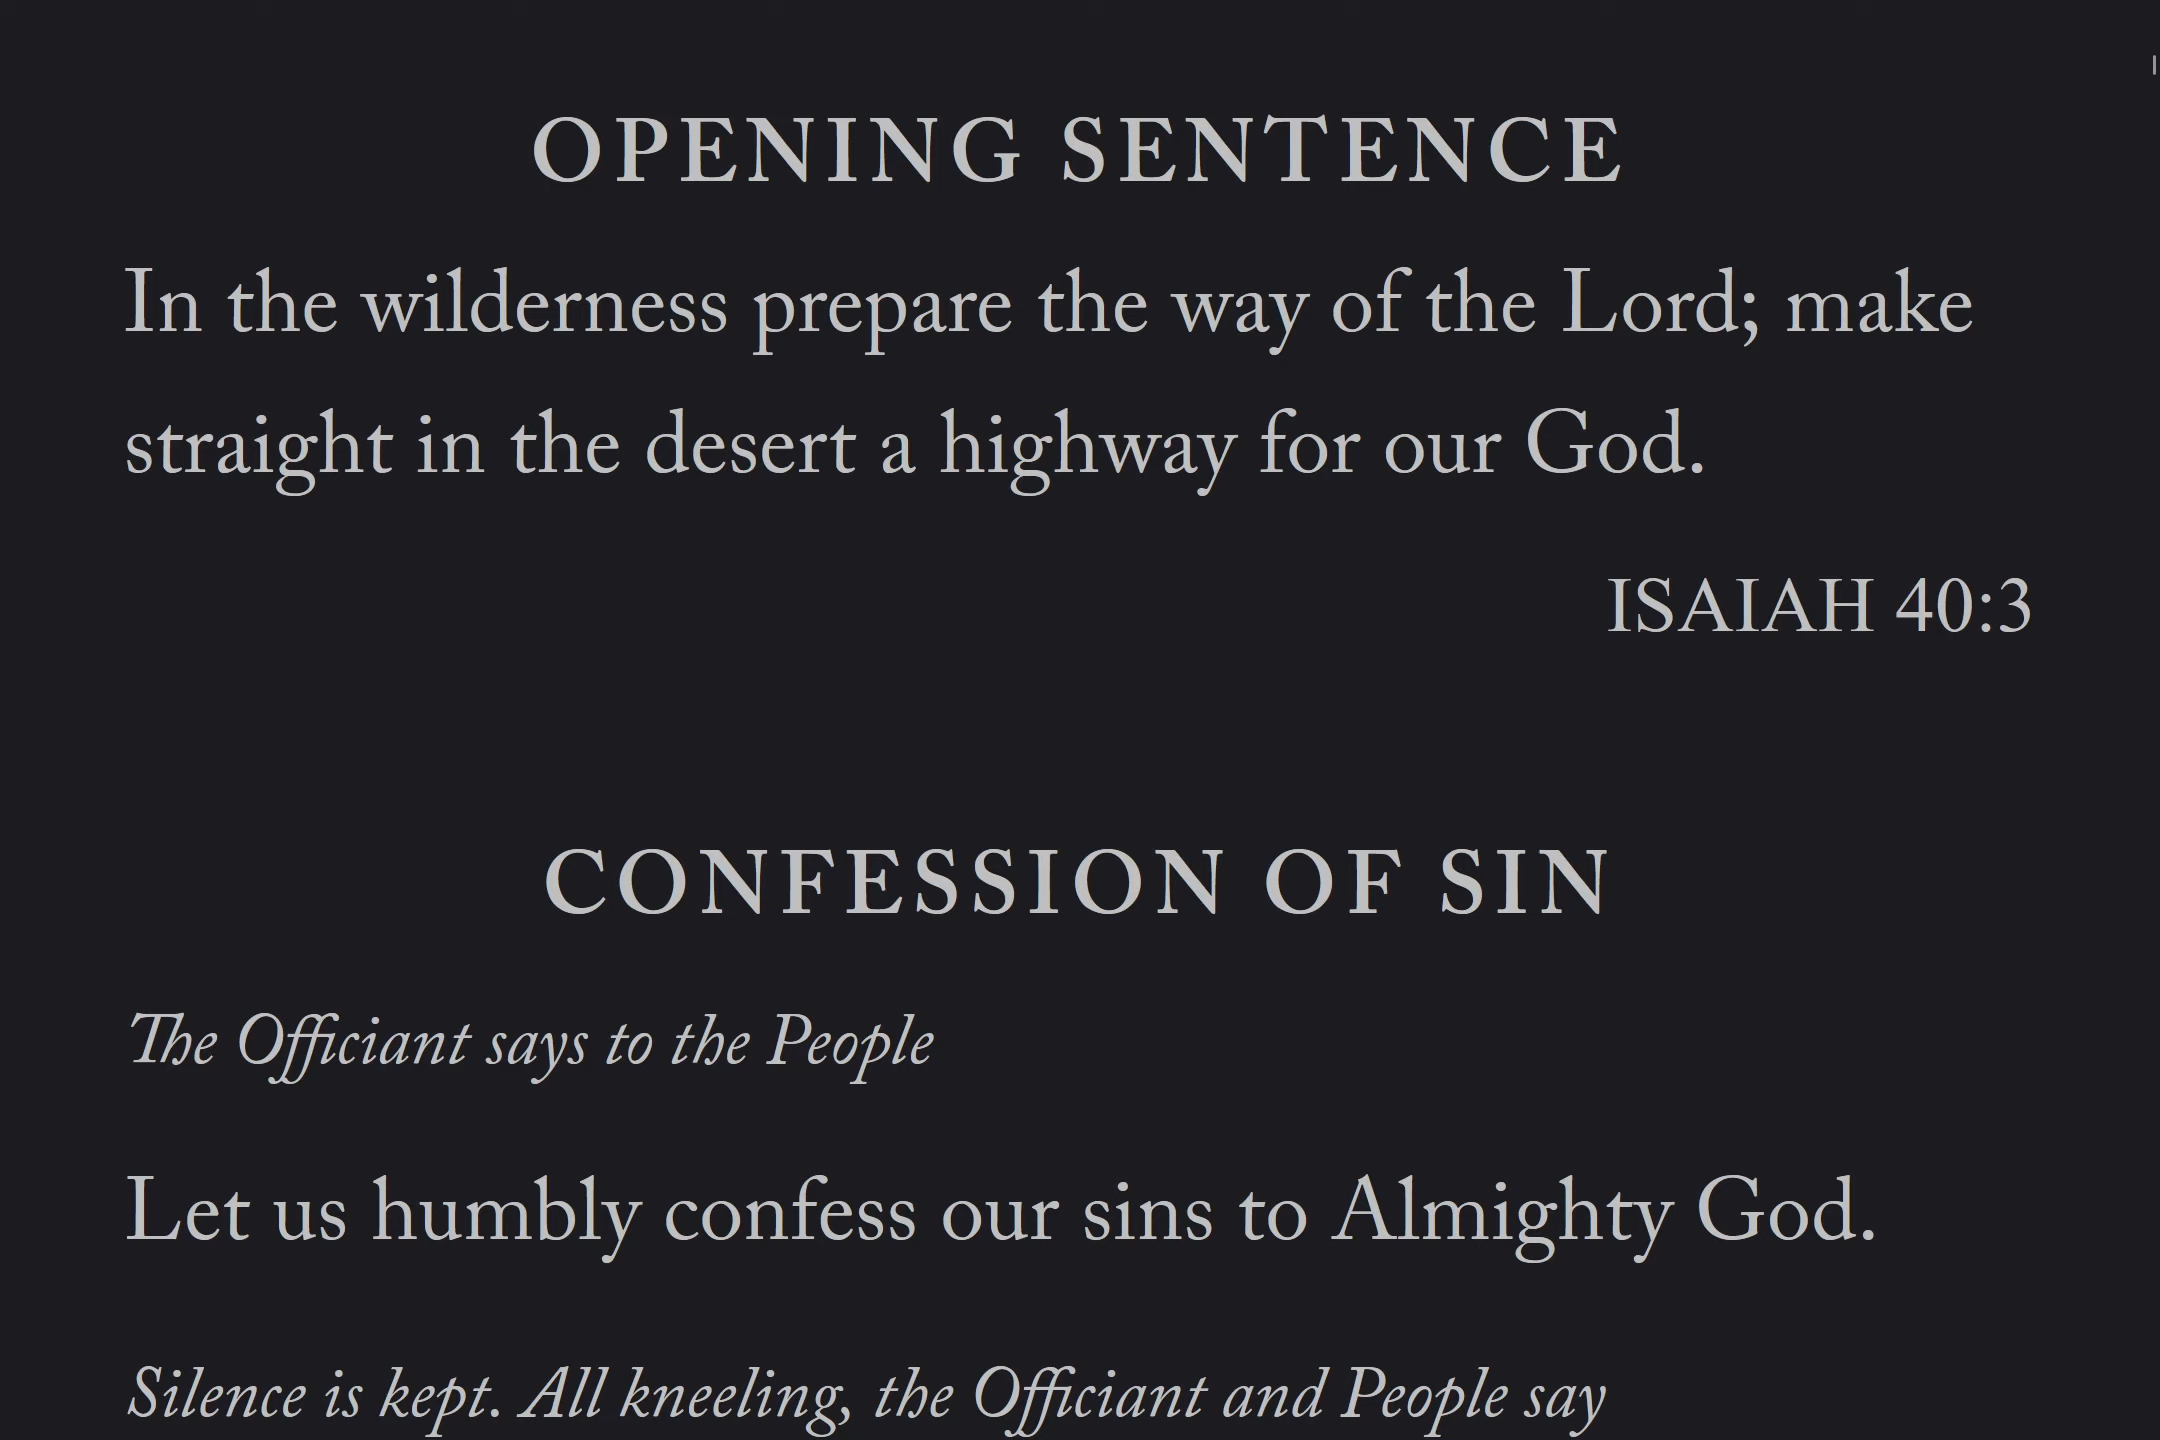 OPENING SENTENCE
In the wilderness prepare the way of the Lord; make
straight in the desert a highway for our God.
ISAIAH 40:3
CONFESSION OF SIN
The Officiant says to the People
Let us humbly confess our sins to Almighty God.
Silence is kept. All kneeling, the Officiant and People say